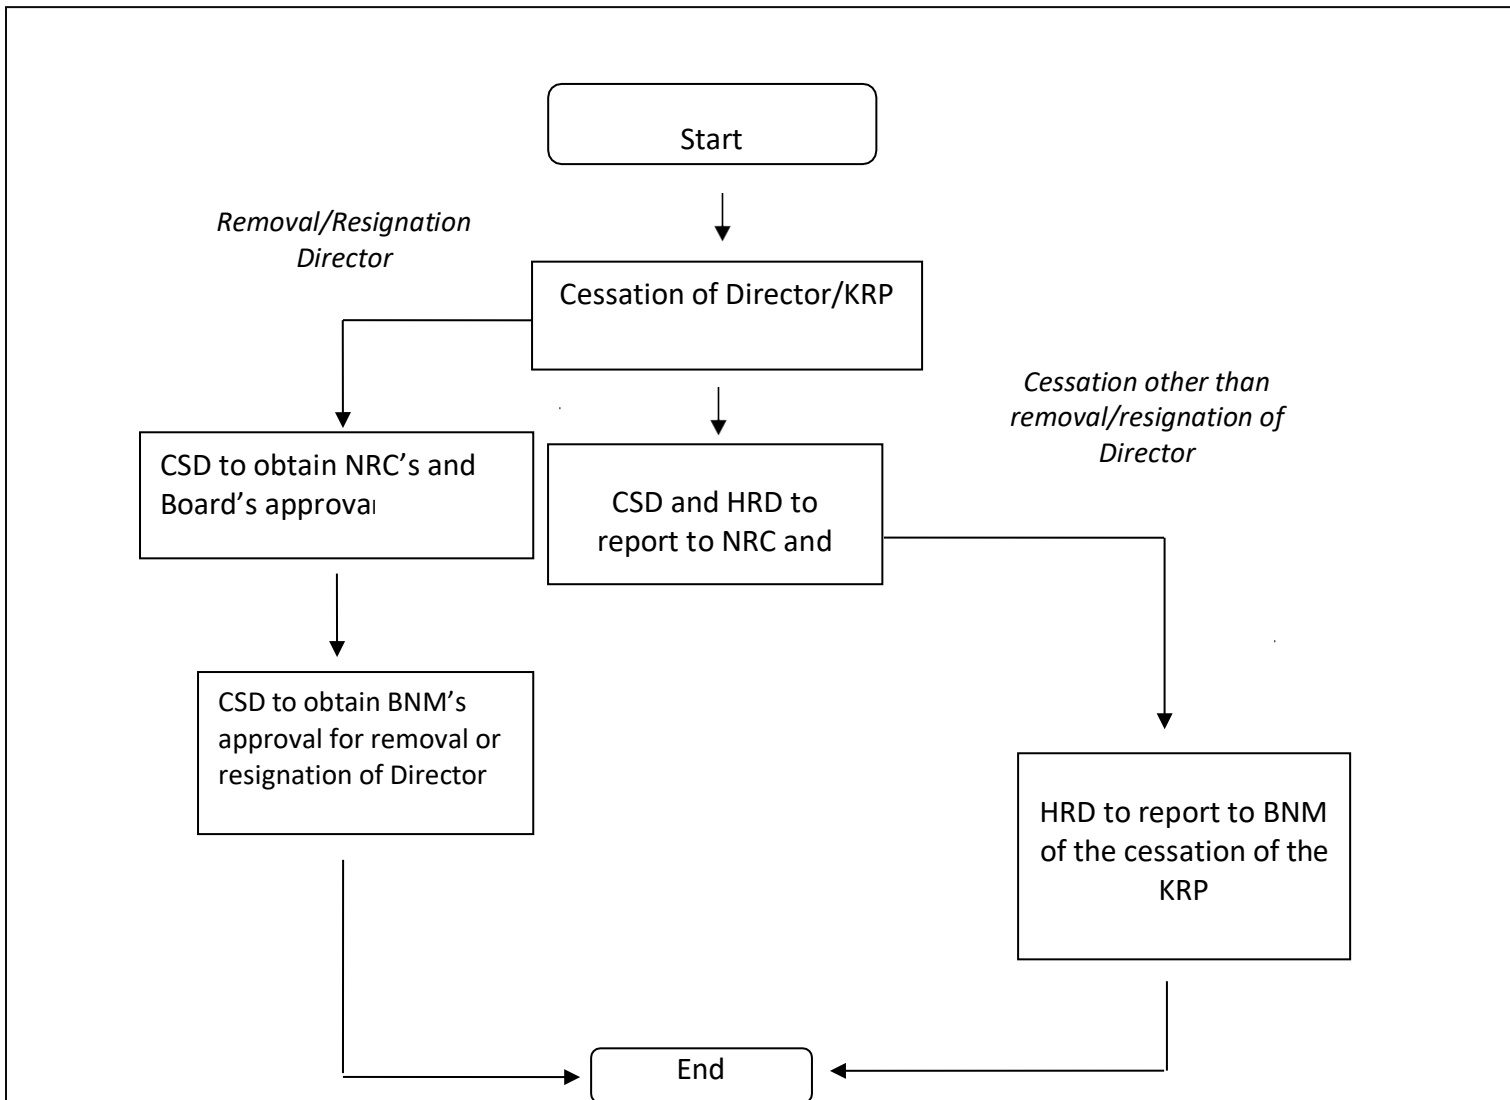 Start
Removal/Resignation
Director
Cessation of Director/KRP
Cessation other than
removal/resignation of
Director
CSD to obtain NRC's and
Board's
CSD and HRD to
report to NRC and
CSD to obtain BNM's
approval for removal or
resignation of Director
HRD to report to BNM
of the cessation of the
KRP
End